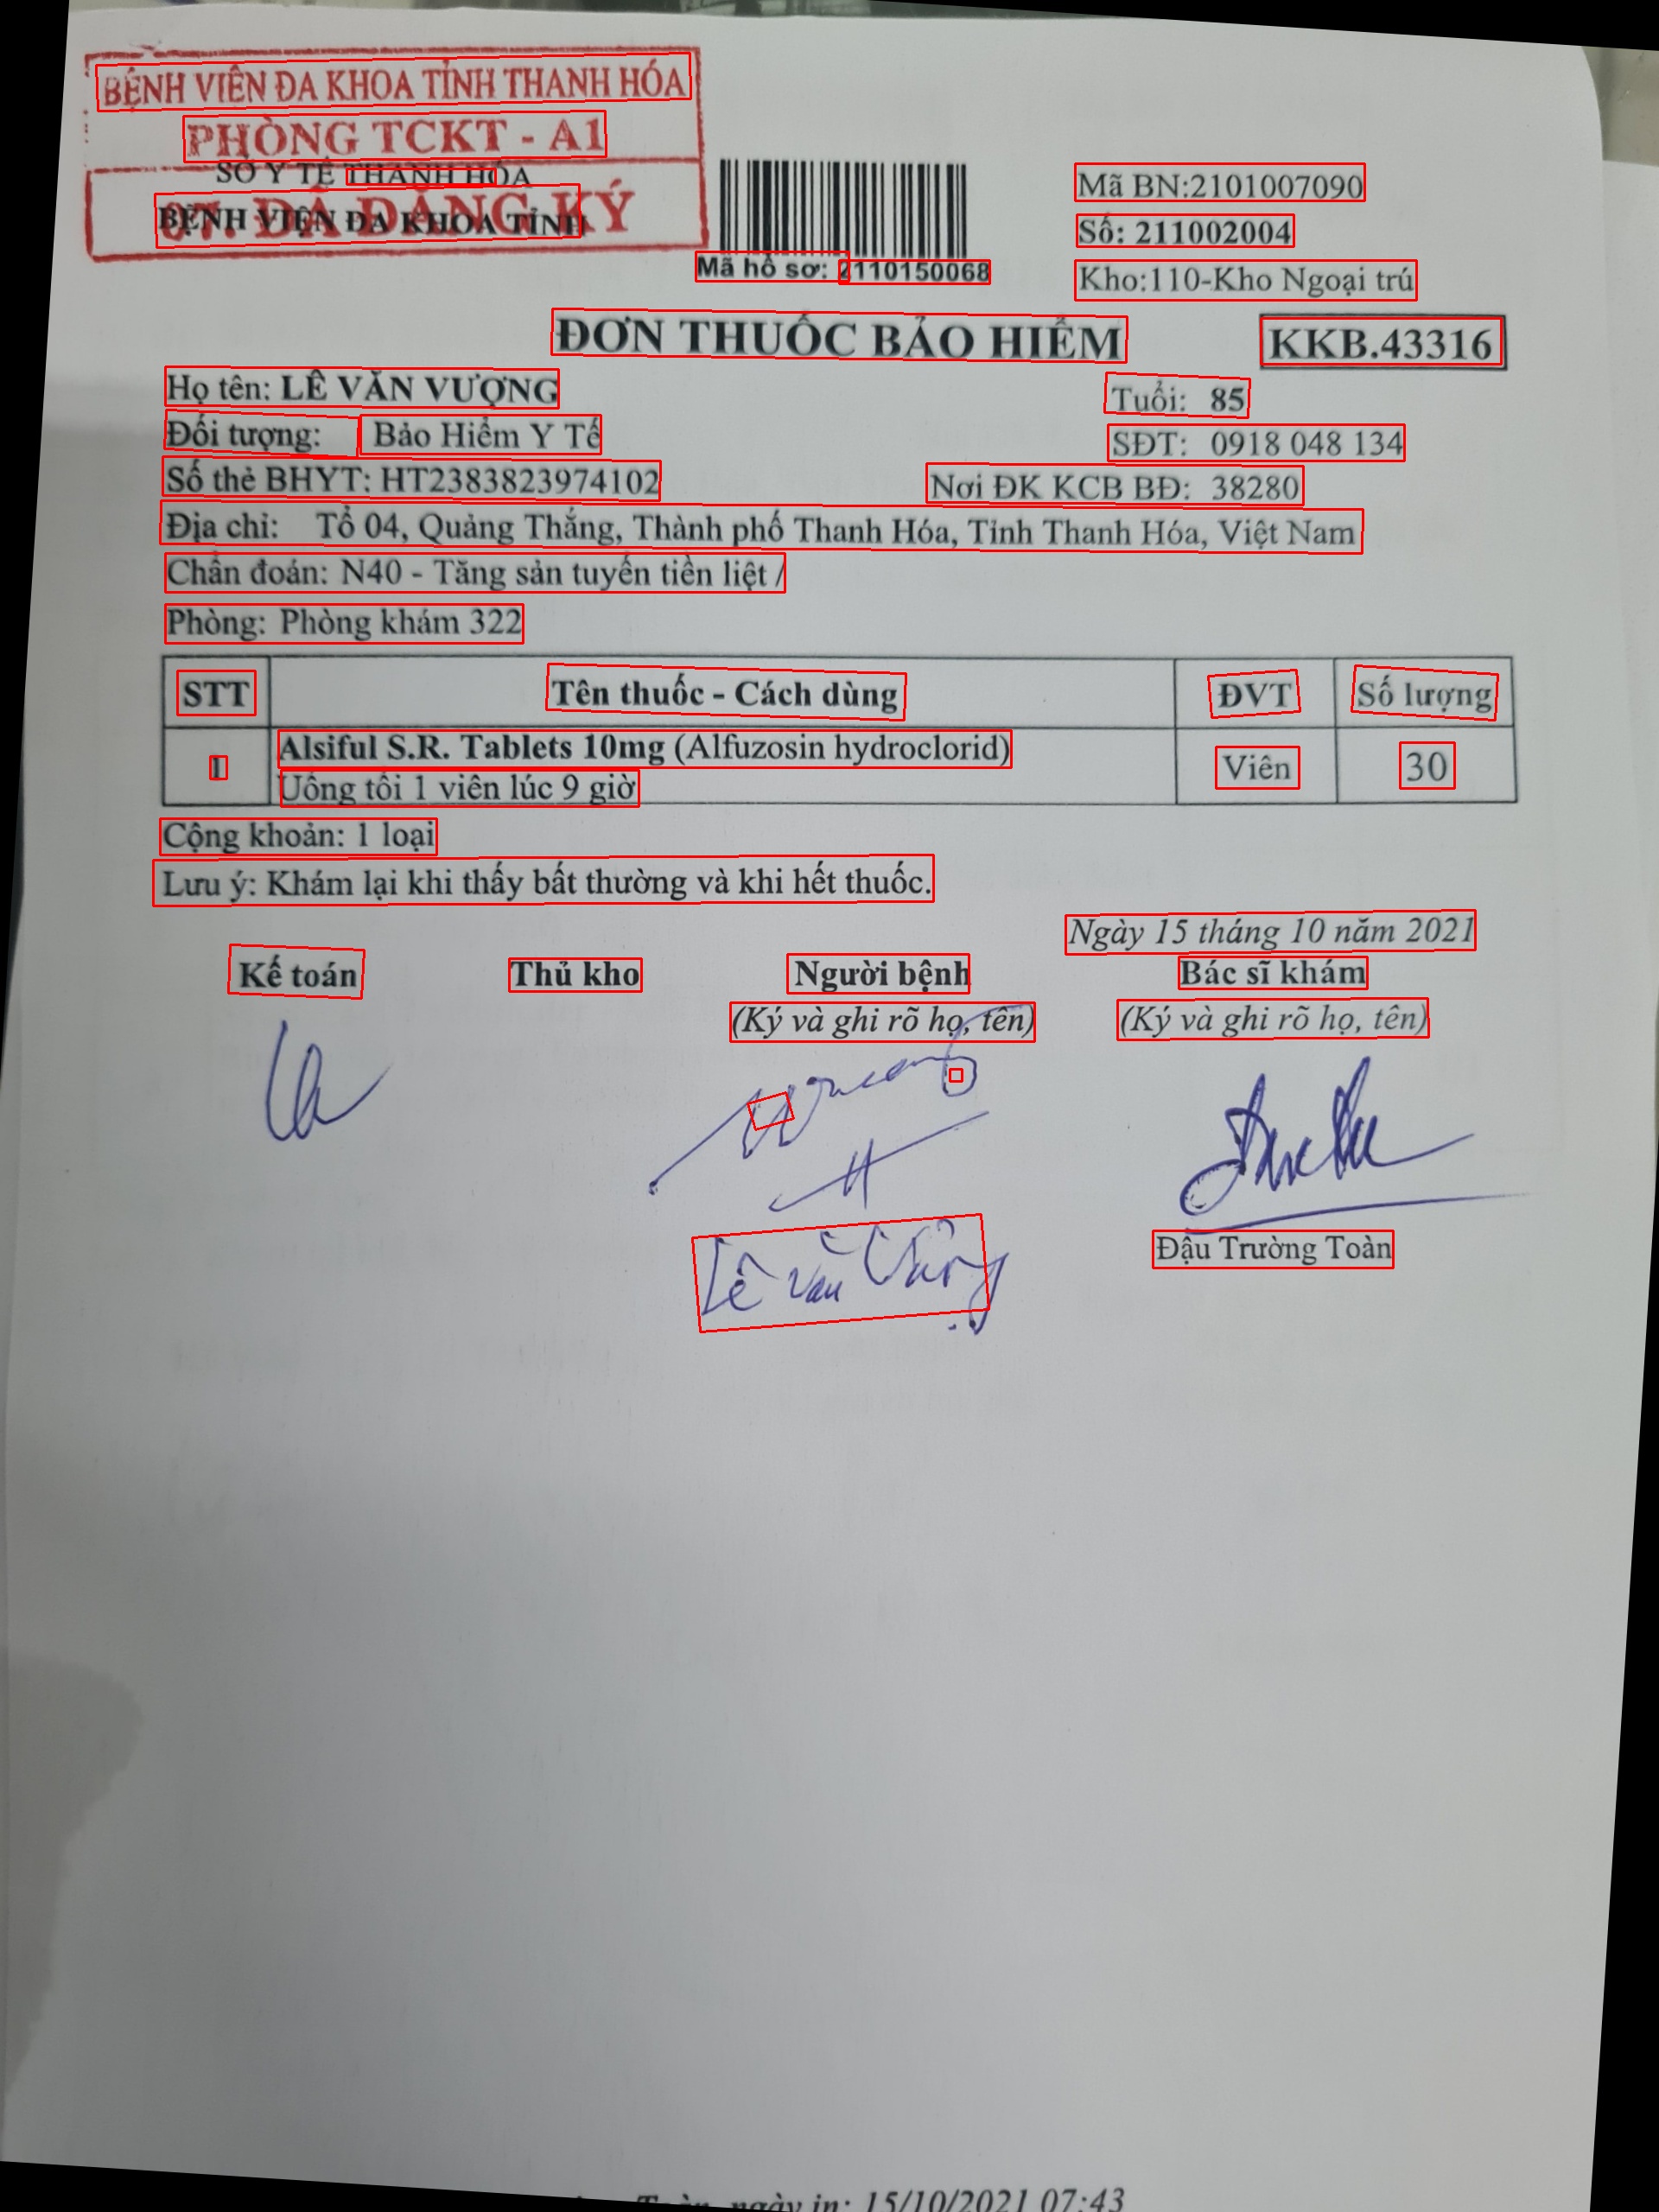 BỆNH VIỆN ĐA KHOA TỈNH THANH HÓA
PHÒNG TCKT - A1
SỞ Y TẾ THANH HÓA
07. ĐÃ ĐĂNG KÝ
BỆNH VIỆN ĐA KHOA TỈNH
Mã BN:2101007090
Số: 211002004
Mã hồ sơ: 2110150068
Kho:110-Kho Ngoại trú
ĐƠN THUỐC BẢO HIỂM
KKB.43316
Họ tên: LÊ VĂN VƯỢNG
Tuổi: 85
Đối tượng: Bảo Hiểm Y Tế
SĐT: 0918 048 134
Số thẻ BHYT: HT2383823974102
Nơi ĐK KCB BĐ: 38280
Địa chỉ: Tổ 04, Quảng Thắng, Thành phố Thanh Hóa, Tỉnh Thanh Hóa, Việt Nam
Chẩn đoán: N40 - Tăng sản tuyến tiền liệt /
Phòng: Phòng khám 322
STT Tên thuốc - Cách dùng ĐVT Số lượng
1 Alsiful S.R. Tablets 10mg (Alfuzosin hydroclorid) Viên 30
Uống tối 1 viên lúc 9 giờ
Cộng khoản: 1 loại
Lưu ý: Khám lại khi thấy bất thường và khi hết thuốc.
Ngày 15 tháng 10 năm 2021
Kế toán Thủ kho Người bệnh Bác sĩ khám
(Ký và ghi rõ họ, tên) (Ký và ghi rõ họ, tên)
Đậu Trường Toàn
Lê Văn
Toàn, ngày in: 15/10/2021 07:43